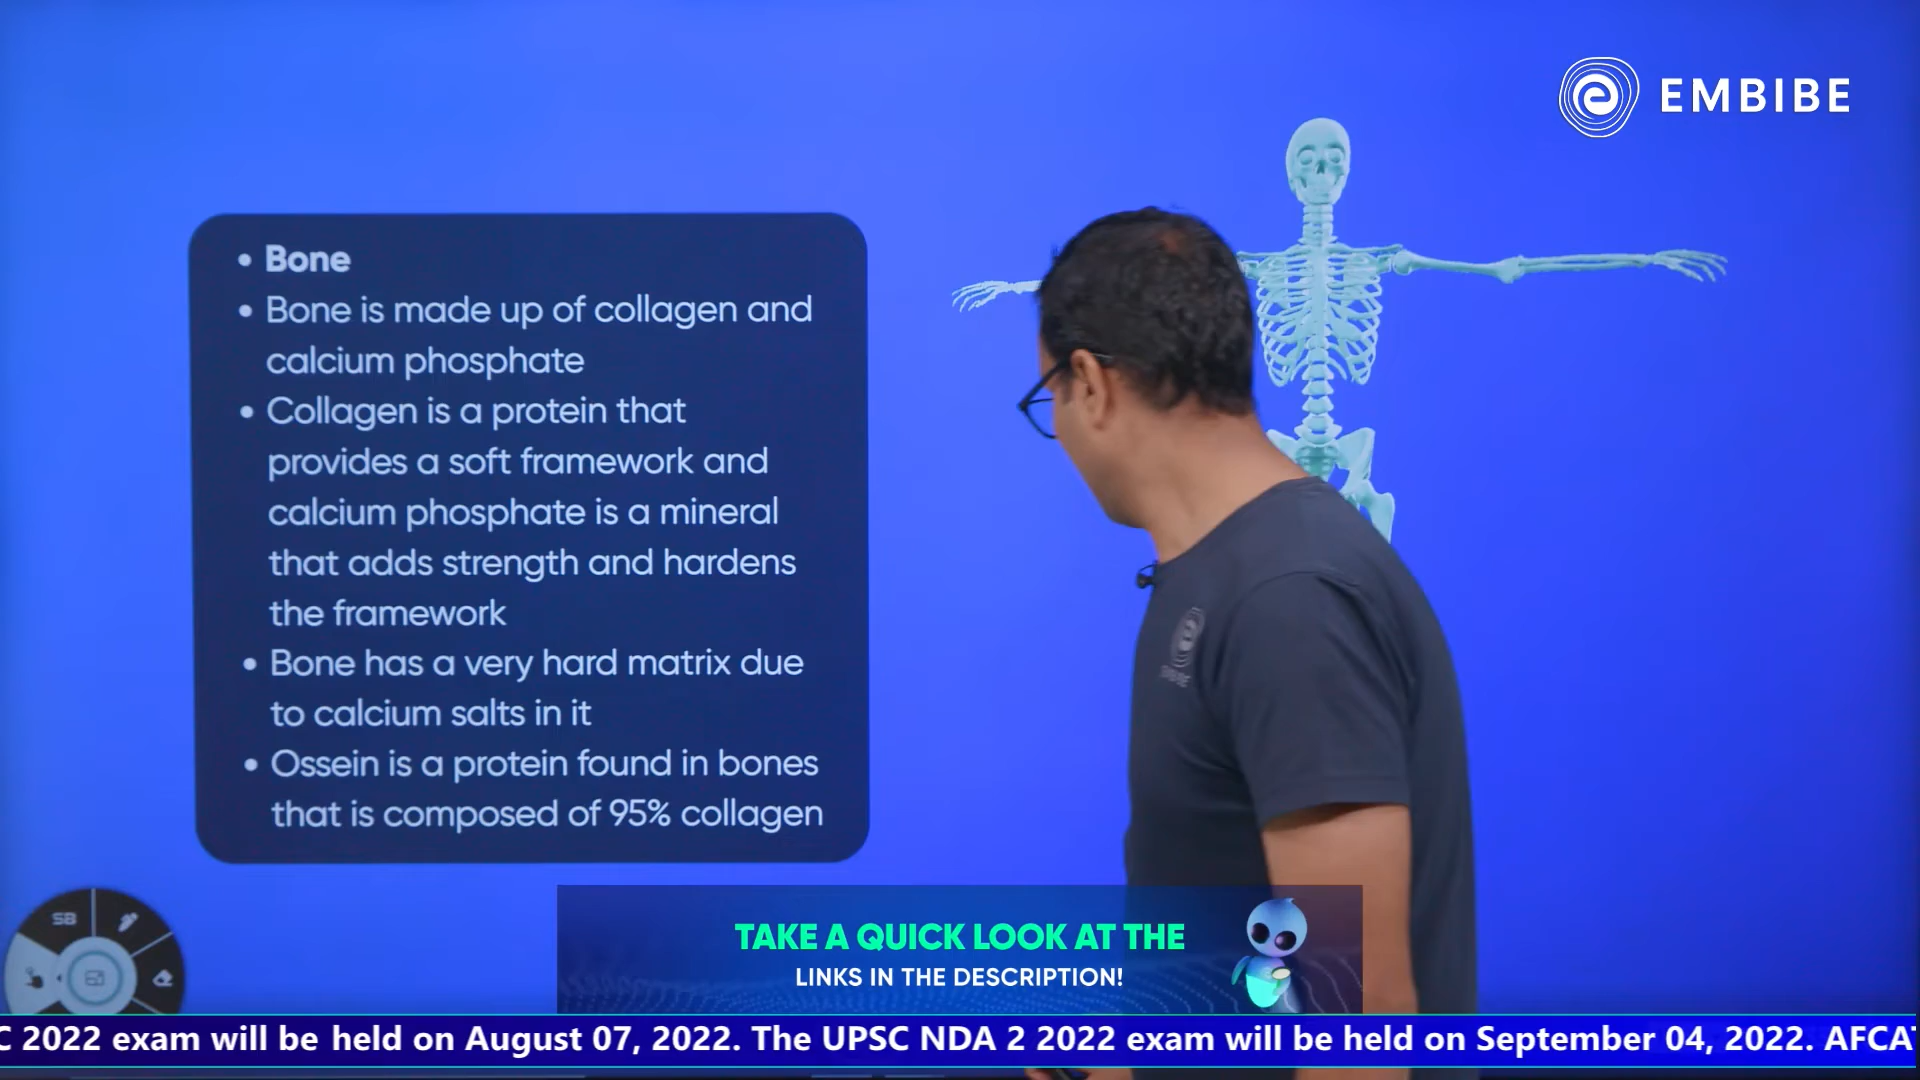 EMBIBE
• Bone
• Bone is made up of collagen and
calcium phosphate
• Collagen is a protein that
provides a soft framework and
calcium phosphate is a mineral
that adds strength and hardens
the framework
• Bone has a very hard matrix due
to calcium salts in it
• Ossein is a protein found in bones
that is composed of 95% collagen
SB
TAKE A QUICK LOOK AT THE
LINKS IN THE DESCRIPTION!
C 2022 exam will be held on August 07, 2022. The UPSC NDA 2 2022 exam will be held on September 04, 2022. AFCA